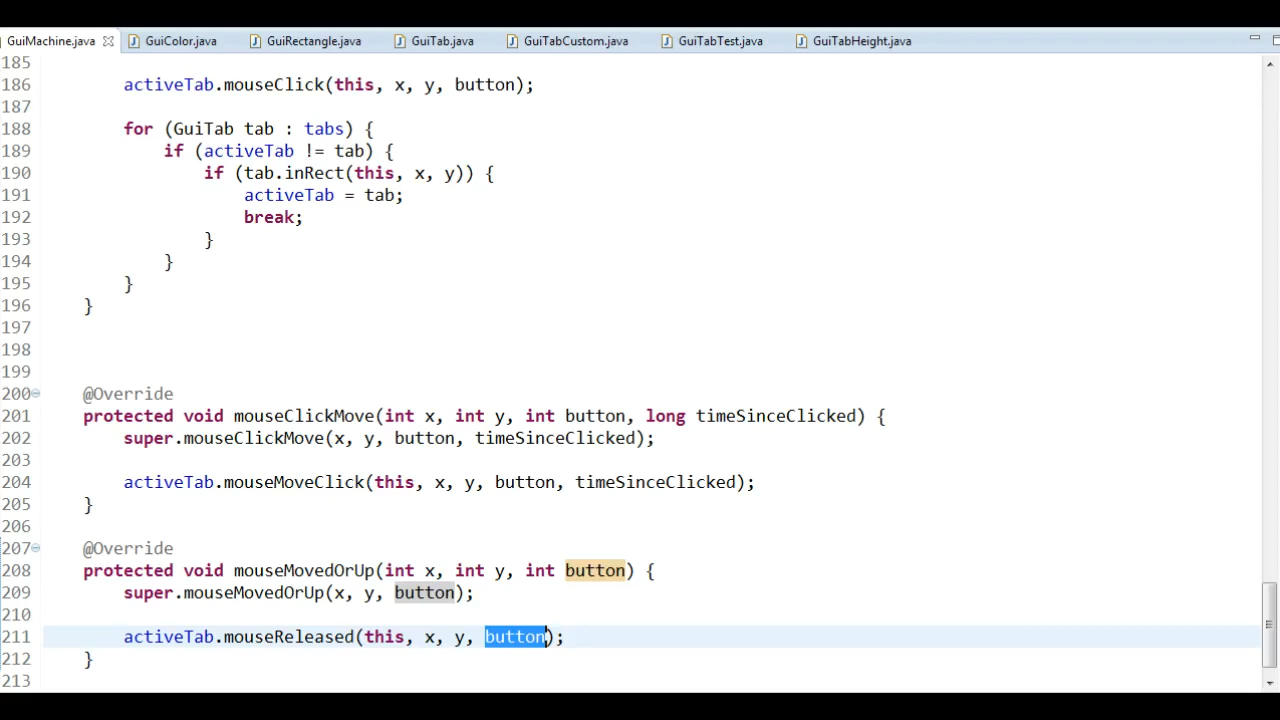 GuiMachine.java GuiColor.java GuiRectangle.java GuiTab.java GuiTabCustom.java GuiTabTest.java GuiTabHeight.java
185
186 activeTab.mouseClick(this, x, y, button);
187
188 for (GuiTab tab : tabs) {
189 if (activeTab != tab) {
190 if (tab.inRect(this, x, y)) {
191 activeTab = tab;
192 break;
193 }
194 }
195 }
196 }
197
198
199
200 @Override
201 protected void mouseClickMove(int x, int y, int button, long timeSinceClicked) {
202 super.mouseClickMove(x, y, button, timeSinceClicked);
203
204 activeTab.mouseMoveClick(this, x, y, button, timeSinceClicked);
205 }
206
207 @Override
208 protected void mouseMovedOrUp(int x, int y, int button) {
209 super.mouseMovedOrUp(x, y, button);
210
211 activeTab.mouseReleased(this, x, y, button);
212 }
213